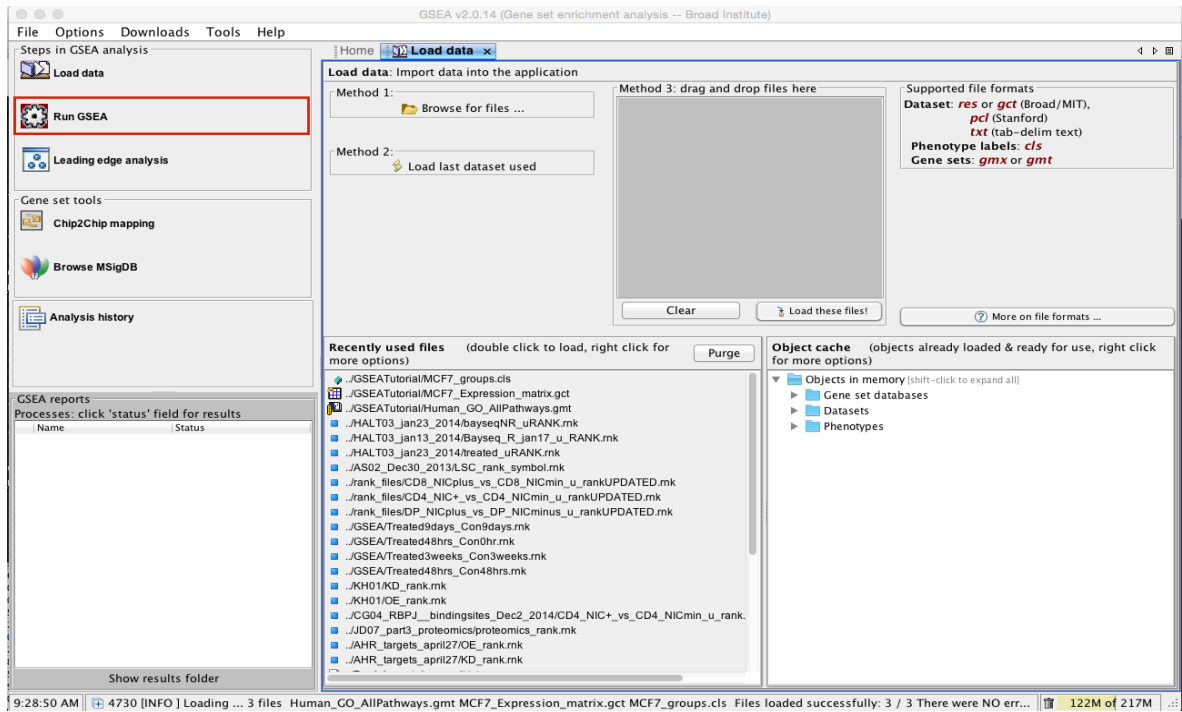 GSEA v2.0.14 (Gene set enrichment analysis -- Broad Institute)
File Options Downloads Tools Help
Steps in GSEA analysis
Load data
Run GSEA
Leading edge analysis
Gene set tools
Chip2Chip mapping
Browse MSigDB
Analysis history
GSEA reports
Processes: click 'status' field for results
Name Status
Show results folder
Home Load data x
Load data: Import data into the application
Method 1:
Browse for files ...
Method 2:
Load last dataset used
Method 3: drag and drop files here
Clear Load these files!
Supported file formats
Dataset: res or gct (Broad/MIT),
pcl (Stanford)
txt (tab-delim text)
Phenotype labels: cls
Gene sets: gmx or gmt
? More on file formats ...
Recently used files (double click to load, right click for
more options)
Purge
../GSEATutorial/MCF7_groups.cls
../GSEATutorial/MCF7_Expression_matrix.gct
../GSEATutorial/Human_GO_AllPathways.gmt
../HALT03_jan23_2014/bayseqNR_uRANK.rnk
../HALT03_jan13_2014/Bayseq_R_jan17_u_RANK.rnk
../HALT03_jan23_2014/treated_uRANK.rnk
../AS02_Dec30_2013/LSC_rank_symbol.rnk
../rank_files/CD8_NICplus_vs_CD8_NICmin_u_rankUPDATED.rnk
../rank_files/CD4_NIC+_vs_CD4_NICmin_u_rankUPDATED.rnk
../rank_files/DP_NICplus_vs_DP_NICminus_u_rankUPDATED.rnk
../GSEA/Treated9days_Con9days.rnk
../GSEA/Treated48hrs_Con0hr.rnk
../GSEA/Treated3weeks_Con3weeks.rnk
../GSEA/Treated48hrs_Con48hrs.rnk
../KH01/KD_rank.rnk
../KH01/OE_rank.rnk
../CG04_RBPJ__bindingsites_Dec2_2014/CD4_NIC+_vs_CD4_NICmin_u_rank.
../JD07_part3_proteomics/proteomics_rank.rnk
../AHR_targets_april27/OE_rank.rnk
../AHR_targets_april27/KD_rank.rnk
Object cache (objects already loaded & ready for use, right click
for more options)
Objects in memory [shift-click to expand all]
Gene set databases
Datasets
Phenotypes
9:28:50 AM 4730 [INFO ] Loading ... 3 files Human_GO_AllPathways.gmt MCF7_Expression_matrix.gct MCF7_groups.cls Files loaded successfully: 3 / 3 There were NO err... 122M of 217M